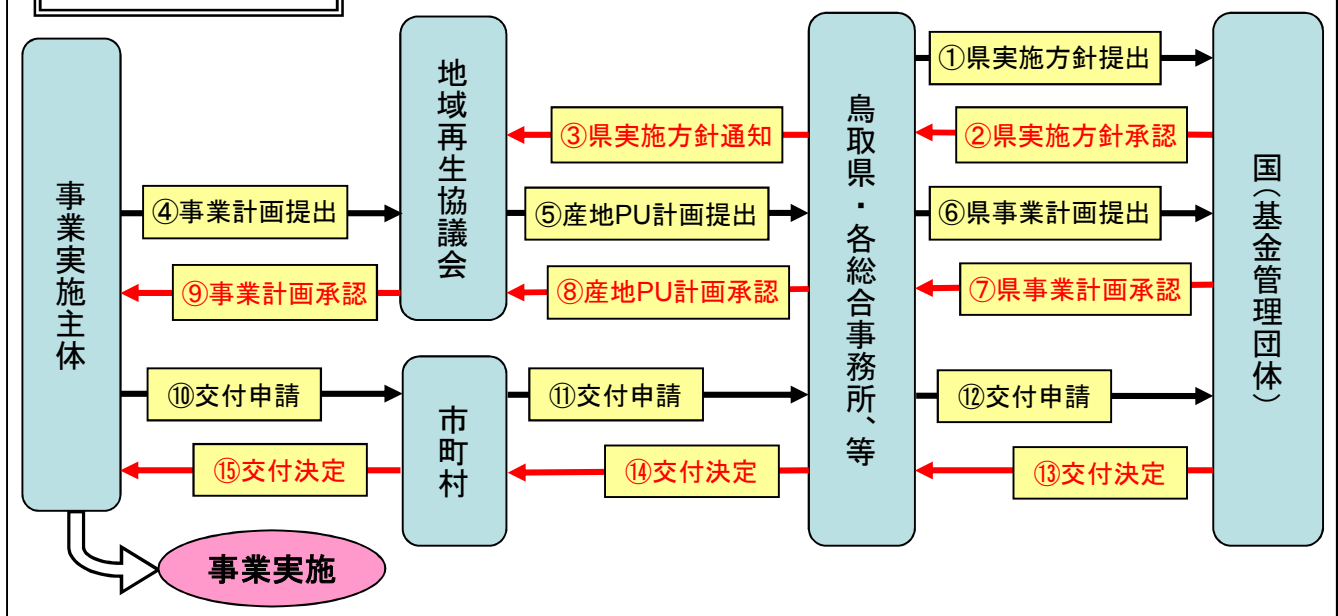 事業実施主体
地域再生協議会
市町村
鳥取県・各総合事務所、等
国(基金管理団体)
①県実施方針提出
②県実施方針承認
③県実施方針通知
④事業計画提出
⑤産地PU計画提出
⑥県事業計画提出
⑦県事業計画承認
⑧産地PU計画承認
⑨事業計画承認
⑩交付申請
⑪交付申請
⑫交付申請
⑬交付決定
⑭交付決定
⑮交付決定
事業実施